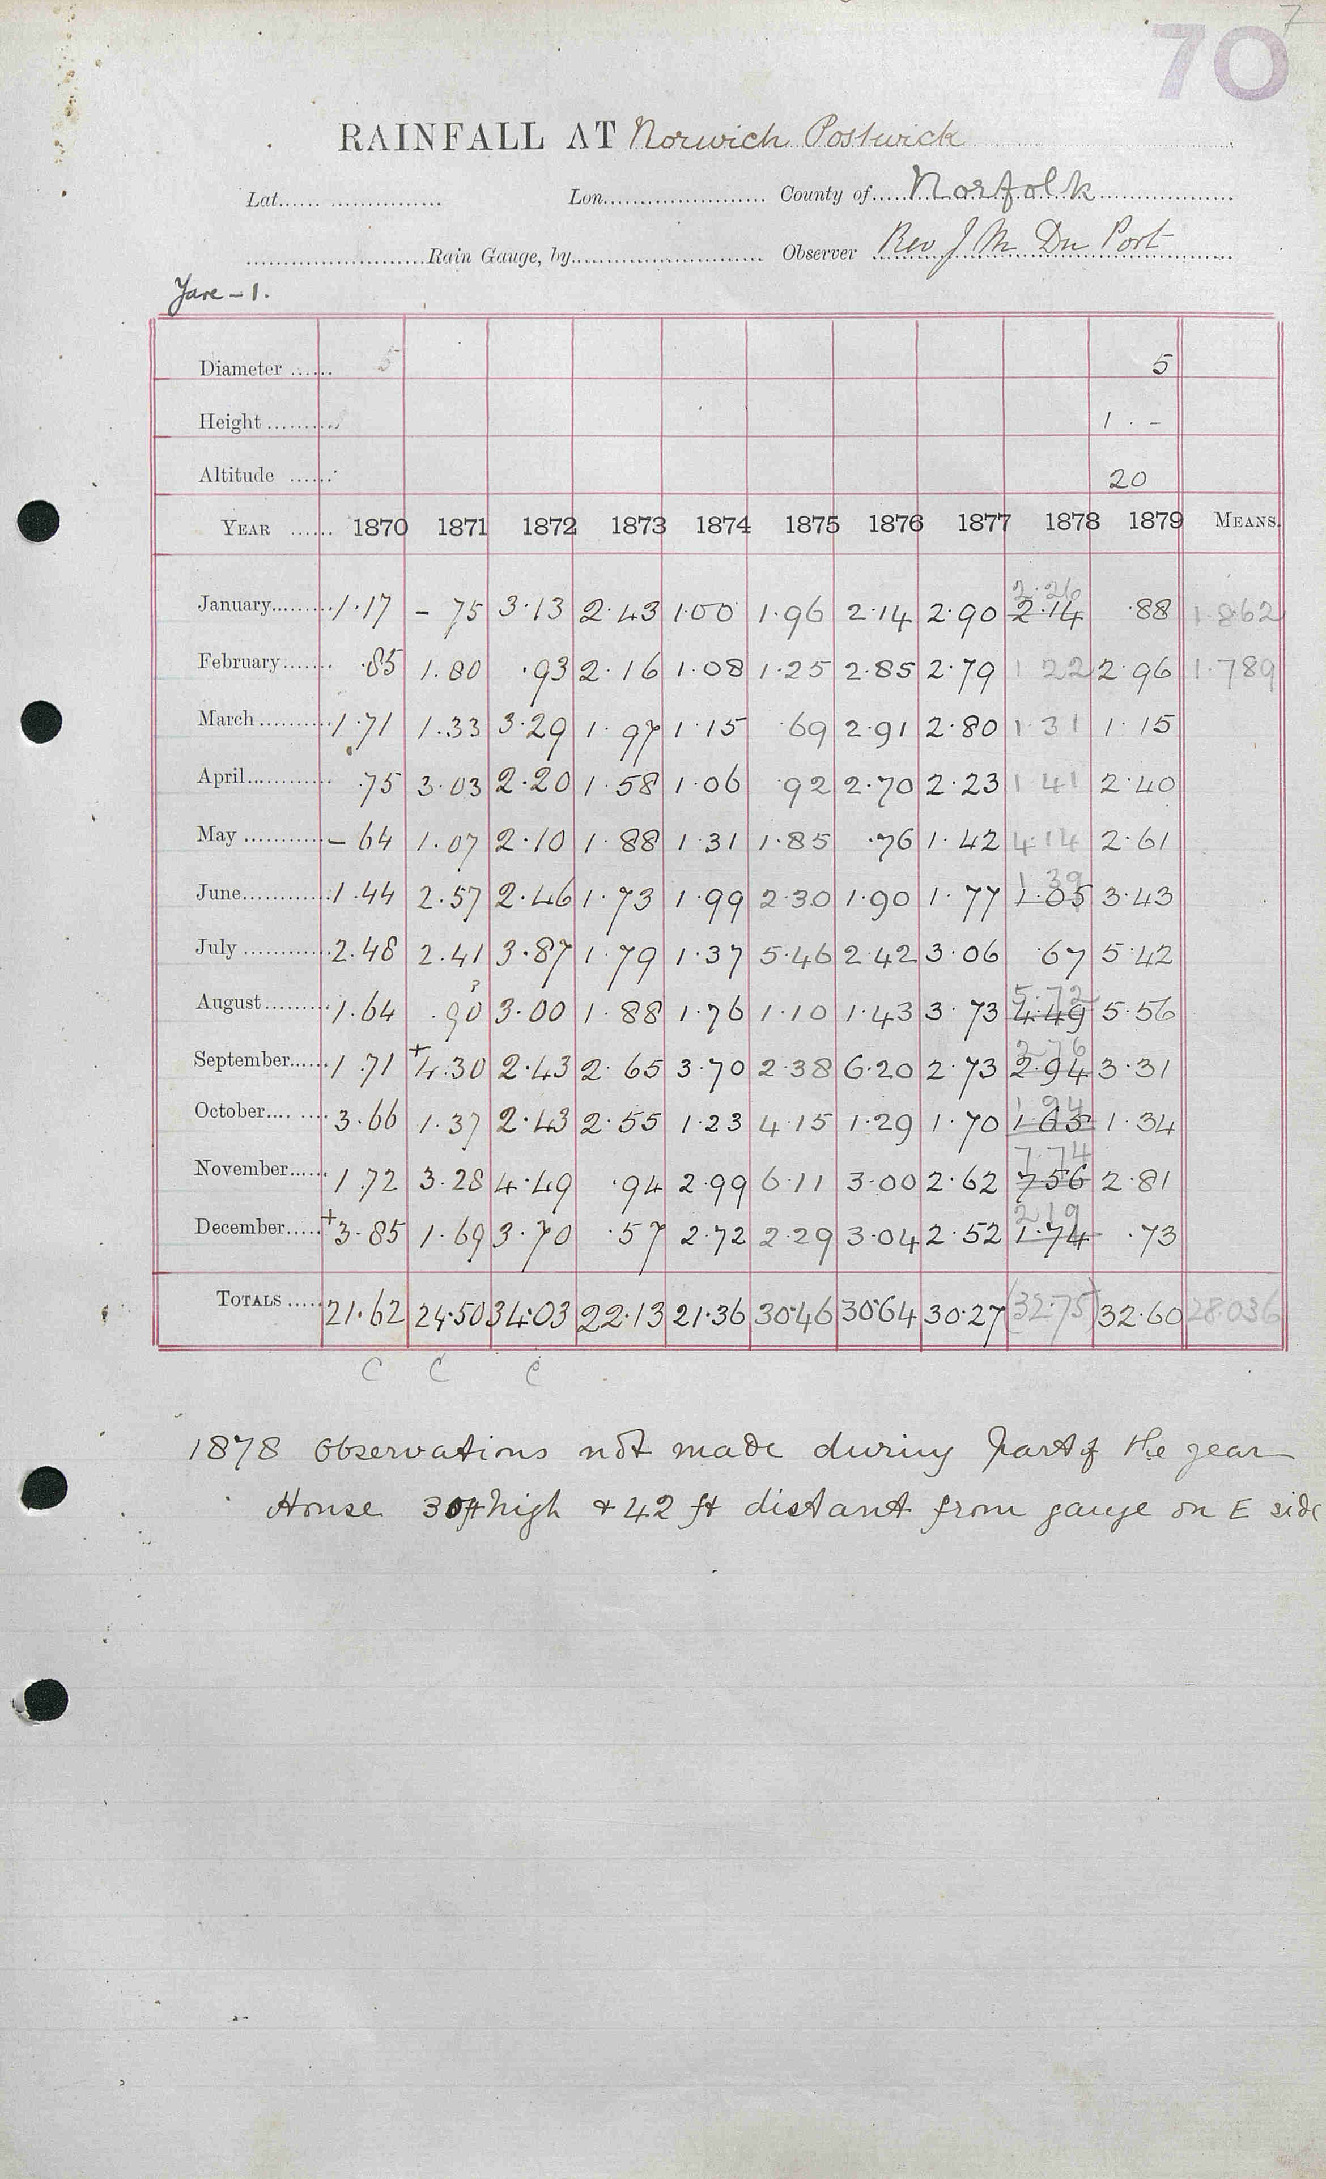 7
70
RAINFALL AT Norwich Postwick
Lat. Lon. County of Norfolk
Rain Gauge, by Observer Rev J M Du Port
Yare - 1.
Diameter 5 5
Height 1 . -
Altitude 20
YEAR 1870 1871 1872 1873 1874 1875 1876 1877 1878 1879 MEANS.
2.26
January 1.17 - 75 3.13 2.43 1.00 1.96 2.14 2.90 2.14 .88 1.862
February .85 1.80 .93 2.16 1.08 1.25 2.85 2.79 1 22 2.96 1.789
March 1.71 1.33 3.29 1.97 1.15 .69 2.91 2.80 1 31 1.15
April .75 3.03 2.20 1.58 1.06 .92 2.70 2.23 1 41 2.40
May - 64 1.07 2.10 1.88 1.31 1.85 .76 1.42 4.14 2.61
1 39
June 1.44 2.57 2.46 1.73 1.99 2.30 1.90 1.77 1.05 3.43
July 2.48 2.41 3.87 1.79 1.37 5.46 2.42 3.06 .67 5.42
5.72
August 1.64 .90 3.00 1.88 1.76 1.10 1.43 3.73 4.49 5.56
2 76
September 1.71 +4.30 2.43 2.65 3.70 2.38 6.20 2.73 2.94 3.31
1 94
October 3.66 1.37 2.43 2.55 1.23 4.15 1.29 1.70 1.63 1.34
7.74
November 1.72 3.28 4.49 .94 2.99 6.11 3.00 2.62 7.56 2.81
2 19
December +3.85 1.69 3.70 .57 2.72 2.29 3.04 2.52 1.74 .73
TOTALS 21.62 24.50 34.03 22.13 21.36 30.46 30.64 30.27 (32.75) 32.60 28.036
C C C
1878 Observations not made during part of the year
House 30ft high + 42 ft distant from gauge on E side